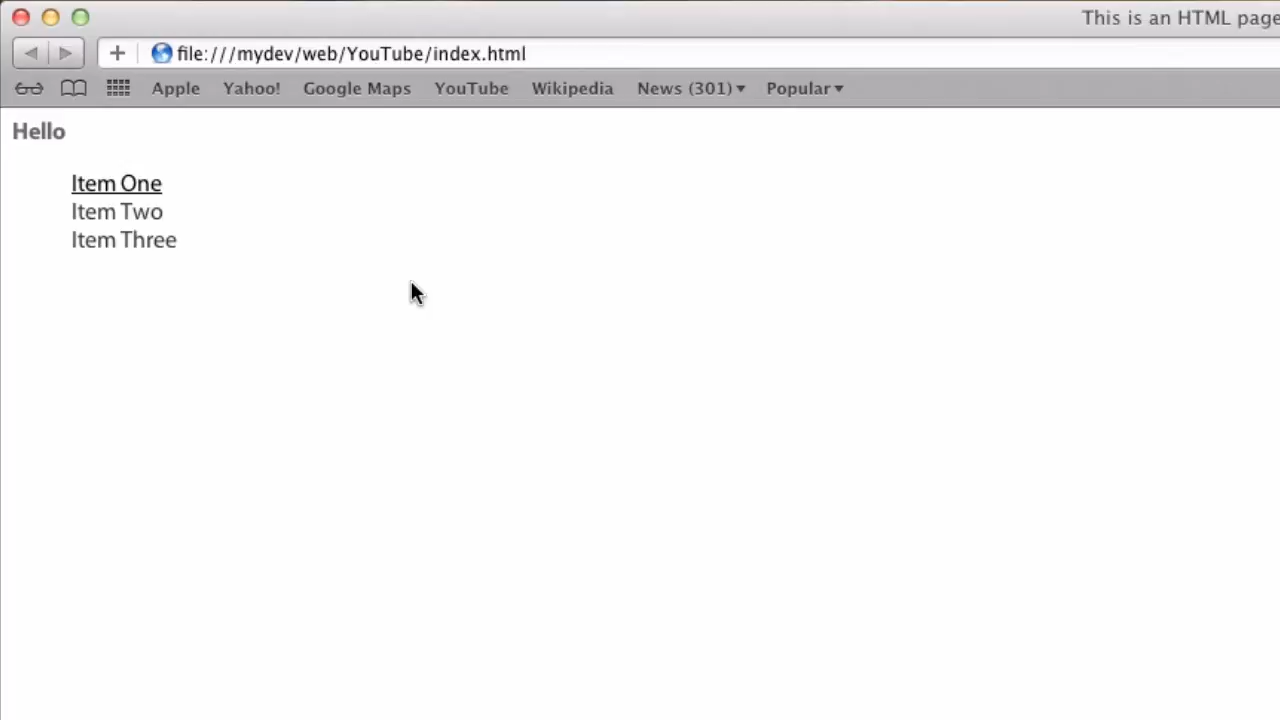 This is an HTML page
file:///mydev/web/YouTube/index.html
Apple Yahoo! Google Maps YouTube Wikipedia News (301) Popular
Hello
Item One
Item Two
Item Three